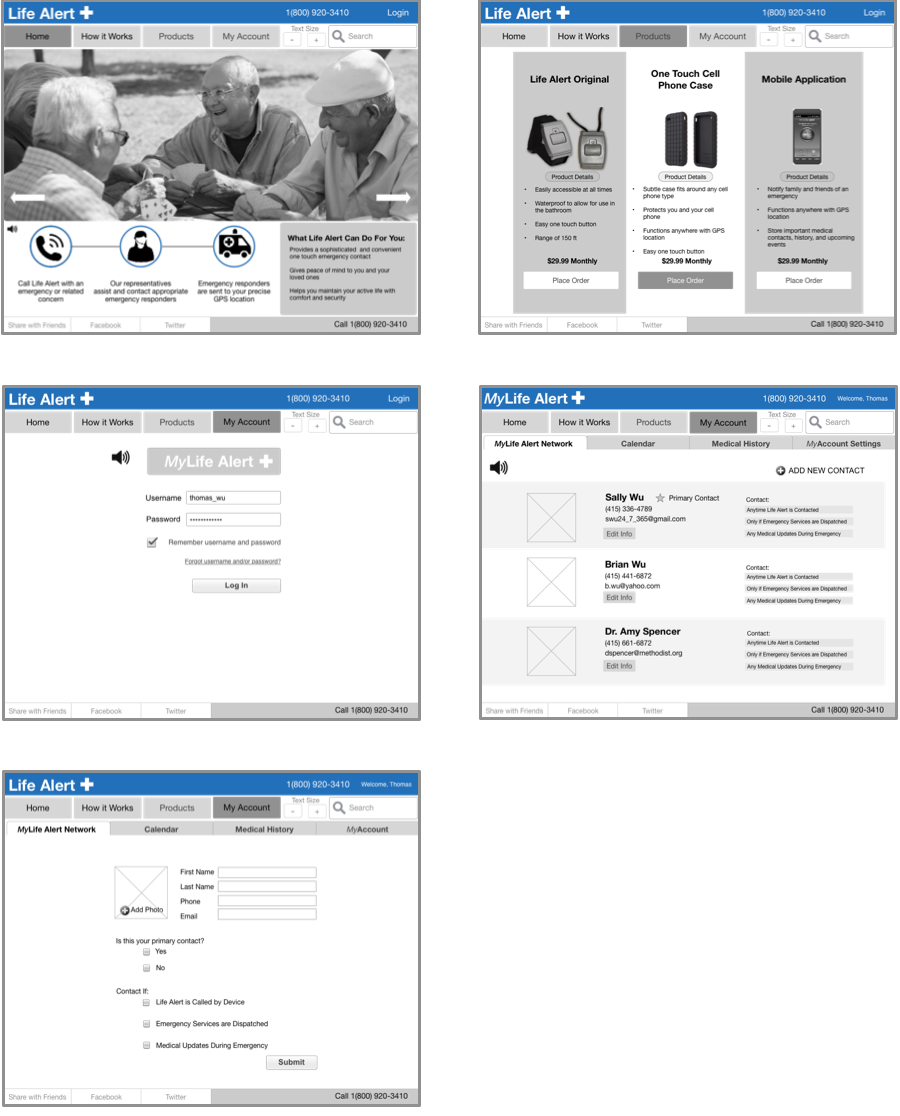 Life Alert
1(800) 920-3410
Login
Home
How it Works
Products
My Account
Text Size
- +
Search
Call Life Alert with an
emergency or related
concern
Our representatives
assist and contact appropriate
emergency responders
Emergency responders
are sent to your precise
GPS location
What Life Alert Can Do For You:
Provides a sophisticated and convenient
one touch emergency contact
Gives peace of mind to you and your
loved ones
Helps you maintain your active life with
comfort and security
Share with Friends
Facebook
Twitter
Call 1(800) 920-3410
Life Alert
1(800) 920-3410
Login
Home
How it Works
Products
My Account
Text Size
- +
Search
Life Alert Original
Product Details
• Easily accessible at all times
• Waterproof to allow for use in
the bathroom
• Easy one touch button
• Range of 150 ft
$29.99 Monthly
Place Order
One Touch Cell
Phone Case
Product Details
• Subtle case fits around any cell
phone type
• Protects you and your cell
phone
• Functions anywhere with GPS
location
• Easy one touch button
$29.99 Monthly
Place Order
Mobile Application
Product Details
• Notify family and friends of an
emergency
• Functions anywhere with GPS
location
• Store important medical
contacts, history, and upcoming
events
$29.99 Monthly
Place Order
Share with Friends
Facebook
Twitter
Call 1(800) 920-3410
Life Alert
1(800) 920-3410
Login
Home
How it Works
Products
My Account
Text Size
- +
Search
MyLife Alert
Username thomas_wu
Password ************
Remember username and password
Forgot username and/or password?
Log In
Share with Friends
Facebook
Twitter
Call 1(800) 920-3410
MyLife Alert
1(800) 920-3410
Welcome, Thomas
Home
How it Works
Products
My Account
Text Size
- +
Search
MyLife Alert Network
Calendar
Medical History
MyAccount Settings
ADD NEW CONTACT
Sally Wu
Primary Contact
(415) 336-4789
swu24_7_365@gmail.com
Edit Info
Contact:
Anytime Life Alert is Contacted
Only if Emergency Services are Dispatched
Any Medical Updates During Emergency
Brian Wu
(415) 441-6872
b.wu@yahoo.com
Edit Info
Contact:
Anytime Life Alert is Contacted
Only if Emergency Services are Dispatched
Any Medical Updates During Emergency
Dr. Amy Spencer
(415) 661-6872
dspencer@methodist.org
Edit Info
Contact:
Anytime Life Alert is Contacted
Only if Emergency Services are Dispatched
Any Medical Updates During Emergency
Share with Friends
Facebook
Twitter
Call 1(800) 920-3410
Life Alert
1(800) 920-3410
Welcome, Thomas
Home
How it Works
Products
My Account
Text Size
- +
Search
MyLife Alert Network
Calendar
Medical History
MyAccount
Add Photo
First Name
Last Name
Phone
Email
Is this your primary contact?
Yes
No
Contact If:
Life Alert is Called by Device
Emergency Services are Dispatched
Medical Updates During Emergency
Submit
Share with Friends
Facebook
Twitter
Call 1(800) 920-3410